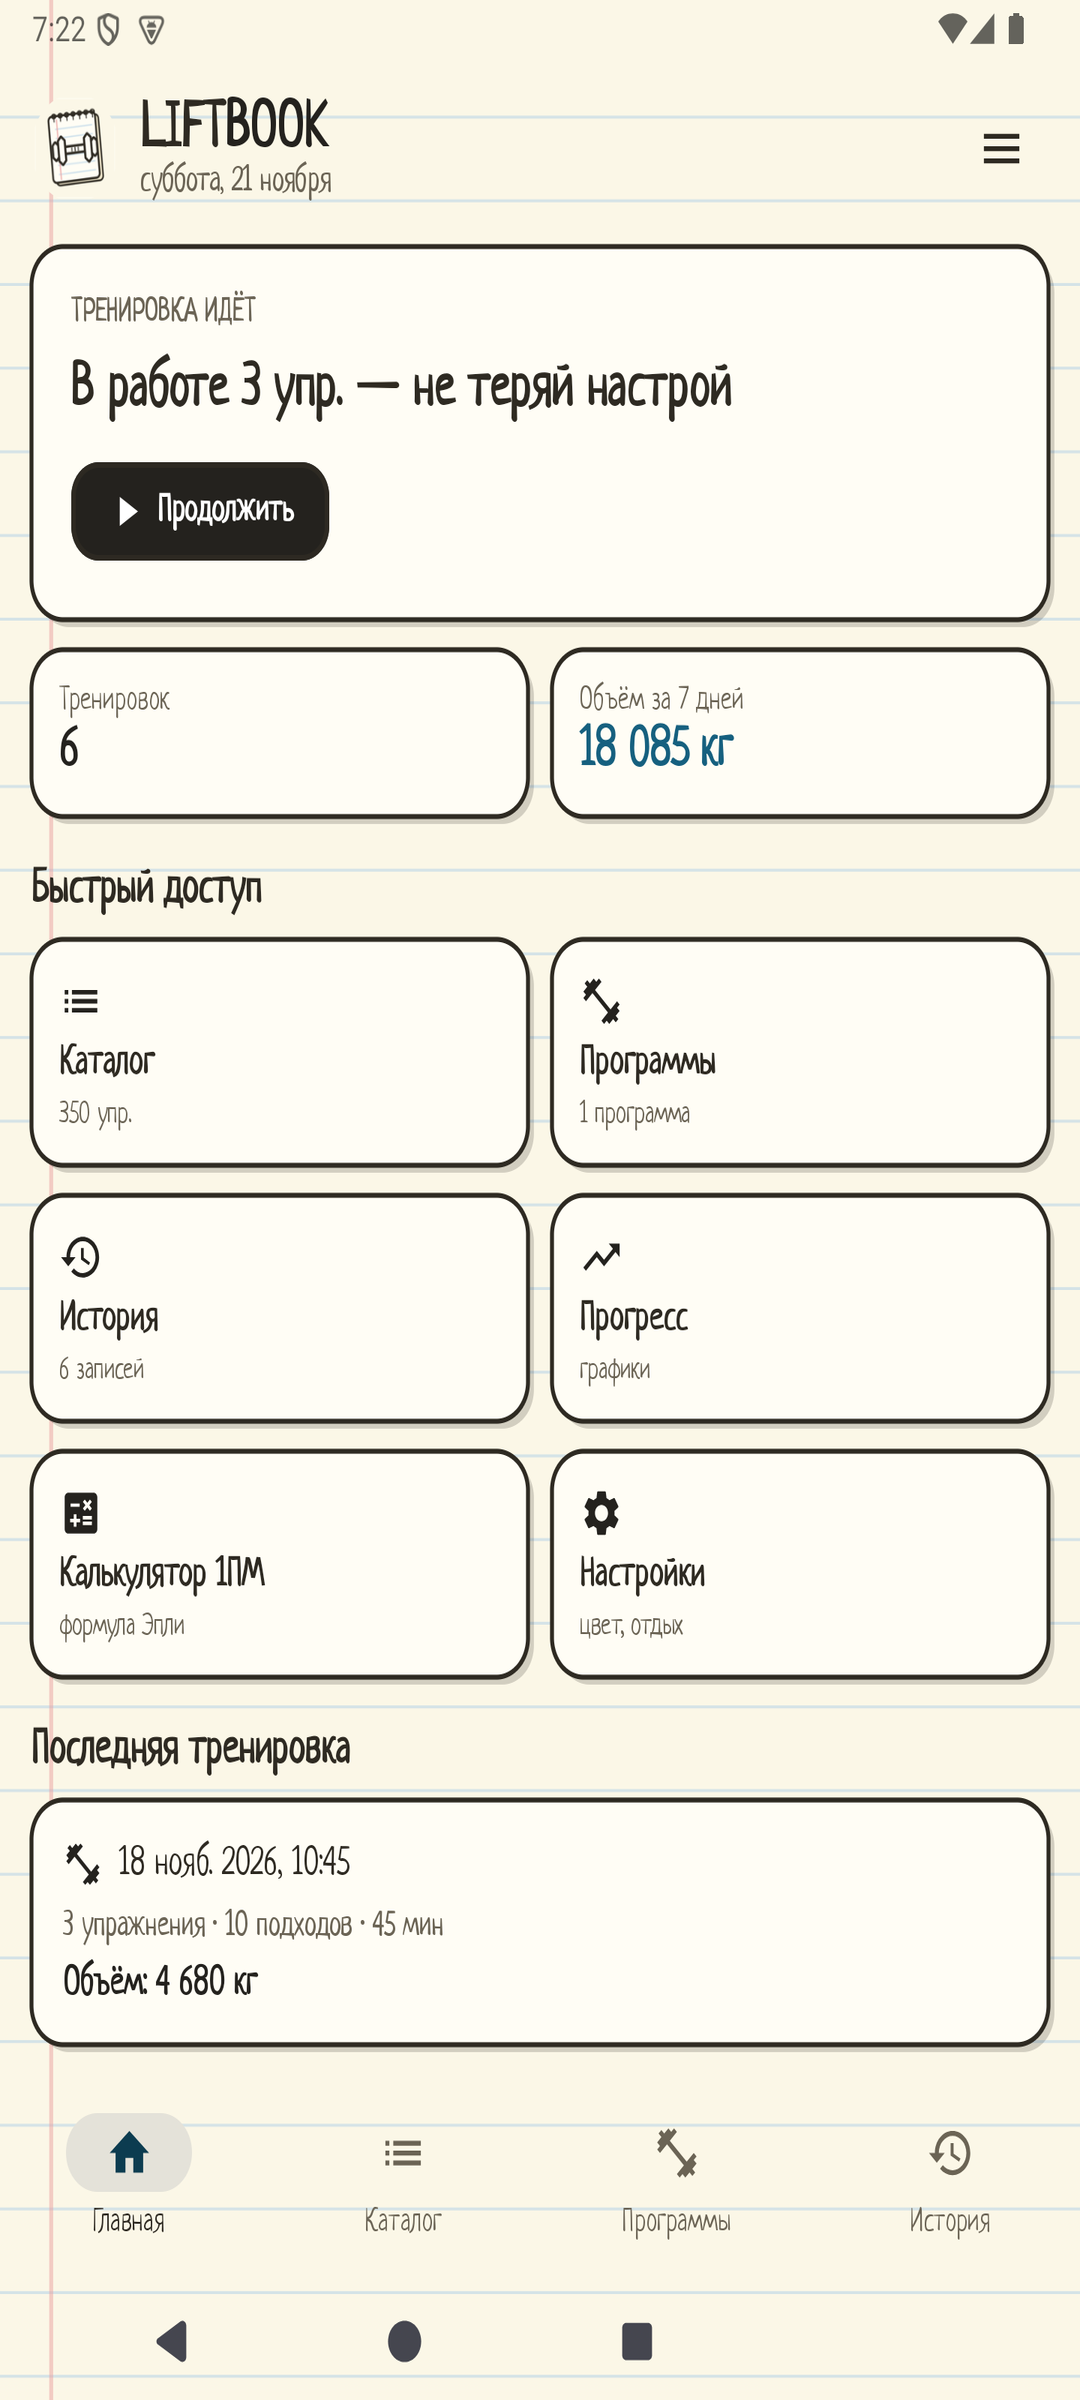 7:22
LIFTBOOK
суббота, 21 ноября
ТРЕНИРОВКА ИДЁТ
В работе 3 упр. — не теряй настрой
Продолжить
Тренировок
6
Объём за 7 дней
18 085 кг
Быстрый доступ
Каталог
350 упр.
Программы
1 программа
История
6 записей
Прогресс
графики
Калькулятор 1ПМ
формула Эпли
Настройки
цвет, отдых
Последняя тренировка
18 нояб. 2026, 10:45
3 упражнения · 10 подходов · 45 мин
Объём: 4 680 кг
Главная
Каталог
Программы
История